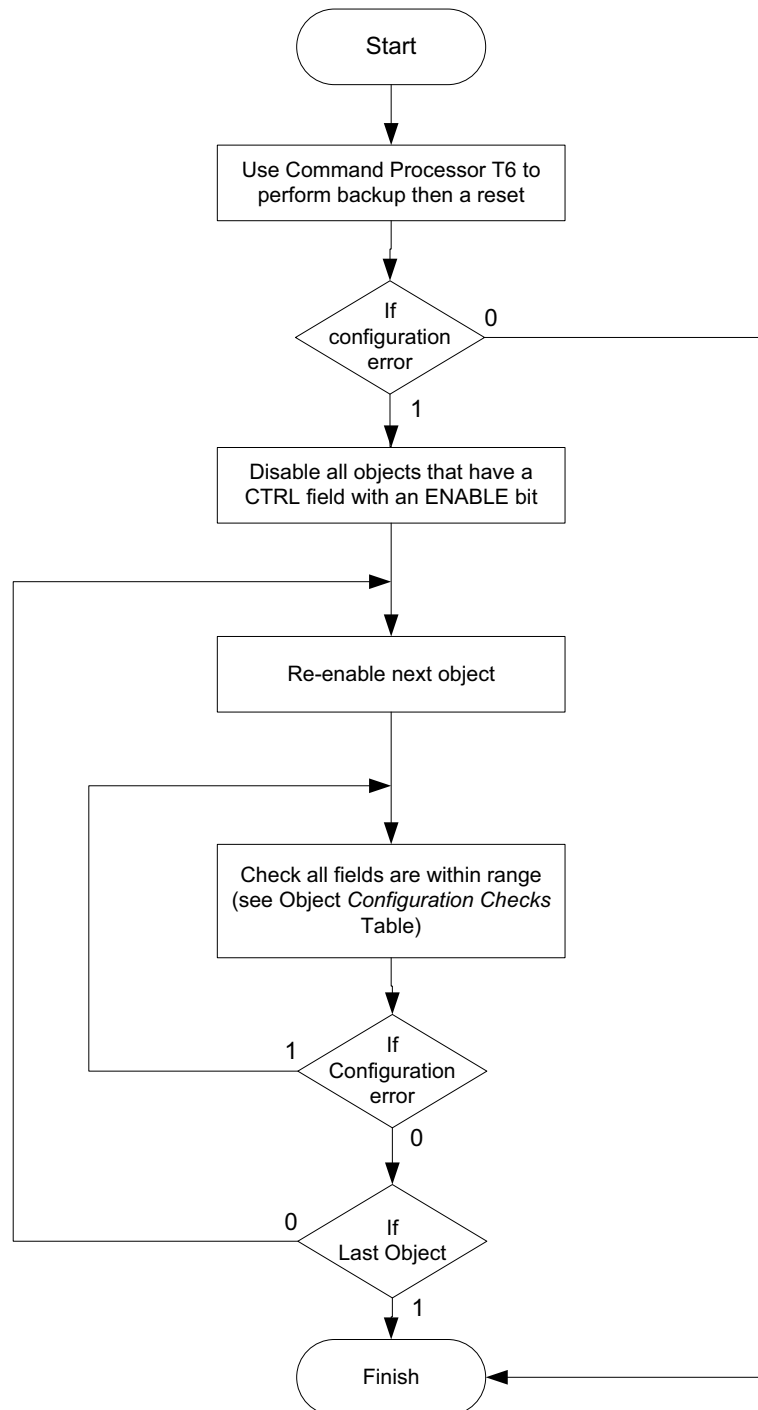 Start
Use Command Processor T6 to
perform backup then a reset
If
configuration
error
0
1
Disable all objects that have a
CTRL field with an ENABLE bit
Re-enable next object
Check all fields are within range
(see Object Configuration Checks
Table)
If
Configuration
error
1
0
If
Last Object
0
1
Finish